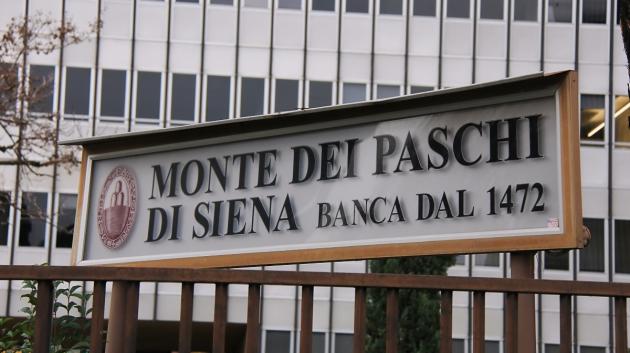 MONTE DEI PASCHI
DI SIENA BANCA DAL 1472